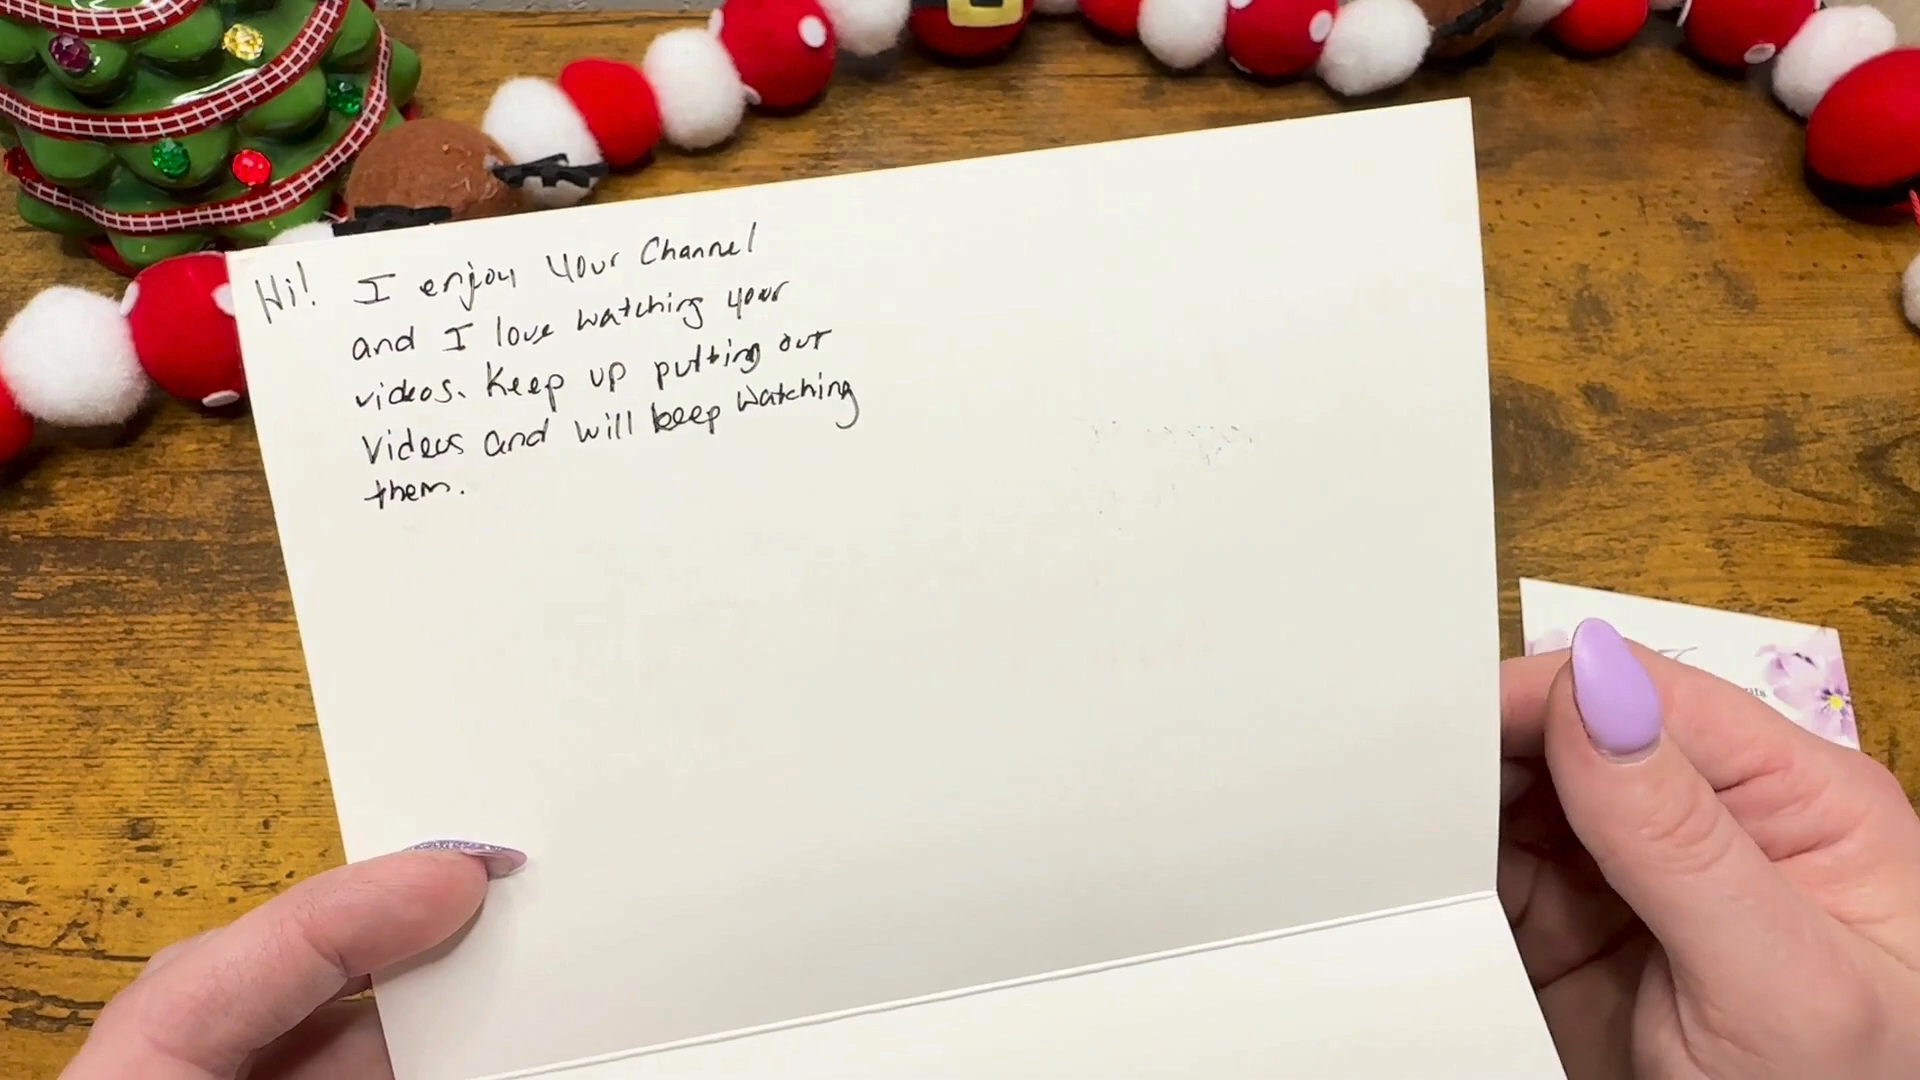 Hi! I enjoy your Channel
and I love watching your
videos. Keep up putting out
Videos and will keep watching
them.